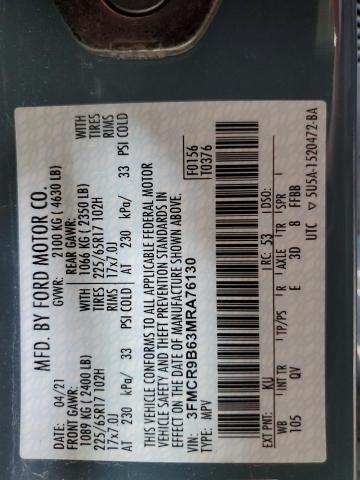 MFD. BY FORD MOTOR CO.
DATE: 04/21 GVWR: 2100 KG ( 4630 LB)
FRONT GAWR: REAR GAWR:
1089 KG ( 2400 LB) WITH 1066 KG ( 2350 LB) WITH
225/65R17 102H TIRES 225/65R17 102H TIRES
17x7.0J RIMS 17x7.0J RIMS
AT 230 kPa/ 33 PSI COLD AT 230 kPa/ 33 PSI COLD
THIS VEHICLE CONFORMS TO ALL APPLICABLE FEDERAL MOTOR
VEHICLE SAFETY AND THEFT PREVENTION STANDARDS IN
EFFECT ON THE DATE OF MANUFACTURE SHOWN ABOVE.
VIN: 3FMCR9B63MRA76130 F0156
TYPE: MPV T0376
EXT PNT: KU RC: 53 DSO:
WB INT TR TP/PS R AXLE TR SPR
105 QV E 3D 8 FFBB
UTC ▽ 5U5A-1520472-BA